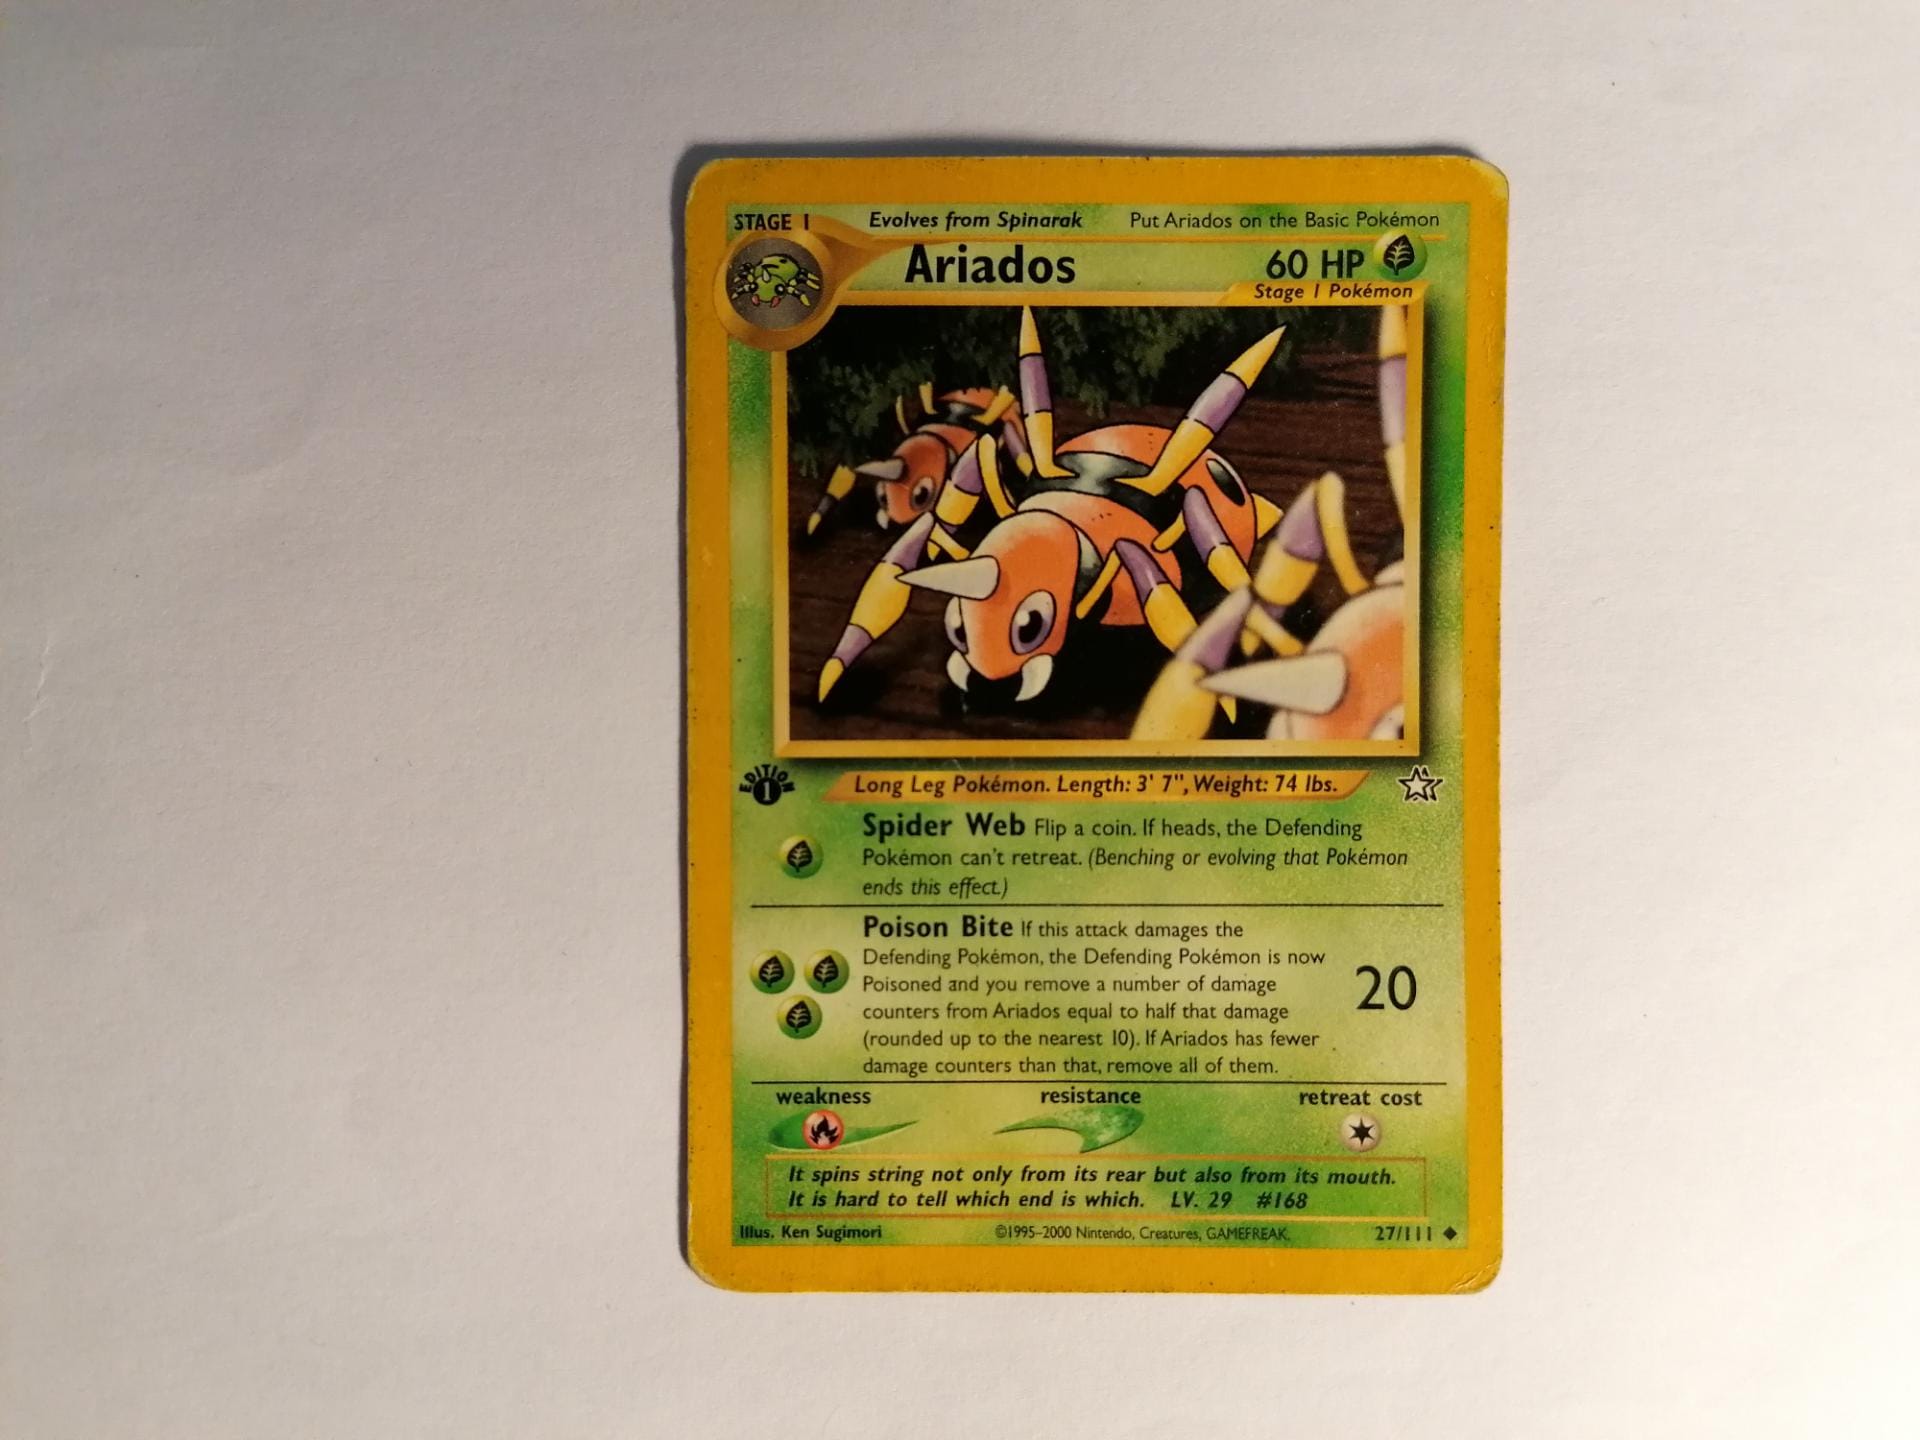 STAGE 1 Evolves from Spinarak Put Ariados on the Basic Pokémon
Ariados 60 HP
Stage 1 Pokémon
EDITION 1
Long Leg Pokémon. Length: 3' 7", Weight: 74 lbs.
Spider Web Flip a coin. If heads, the Defending
Pokémon can't retreat. (Benching or evolving that Pokémon
ends this effect.)
Poison Bite If this attack damages the
Defending Pokémon, the Defending Pokémon is now
Poisoned and you remove a number of damage
counters from Ariados equal to half that damage
(rounded up to the nearest 10). If Ariados has fewer
damage counters than that, remove all of them.
20
weakness resistance retreat cost
It spins string not only from its rear but also from its mouth.
It is hard to tell which end is which. LV. 29 #168
Illus. Ken Sugimori ©1995-2000 Nintendo, Creatures, GAMEFREAK. 27/111